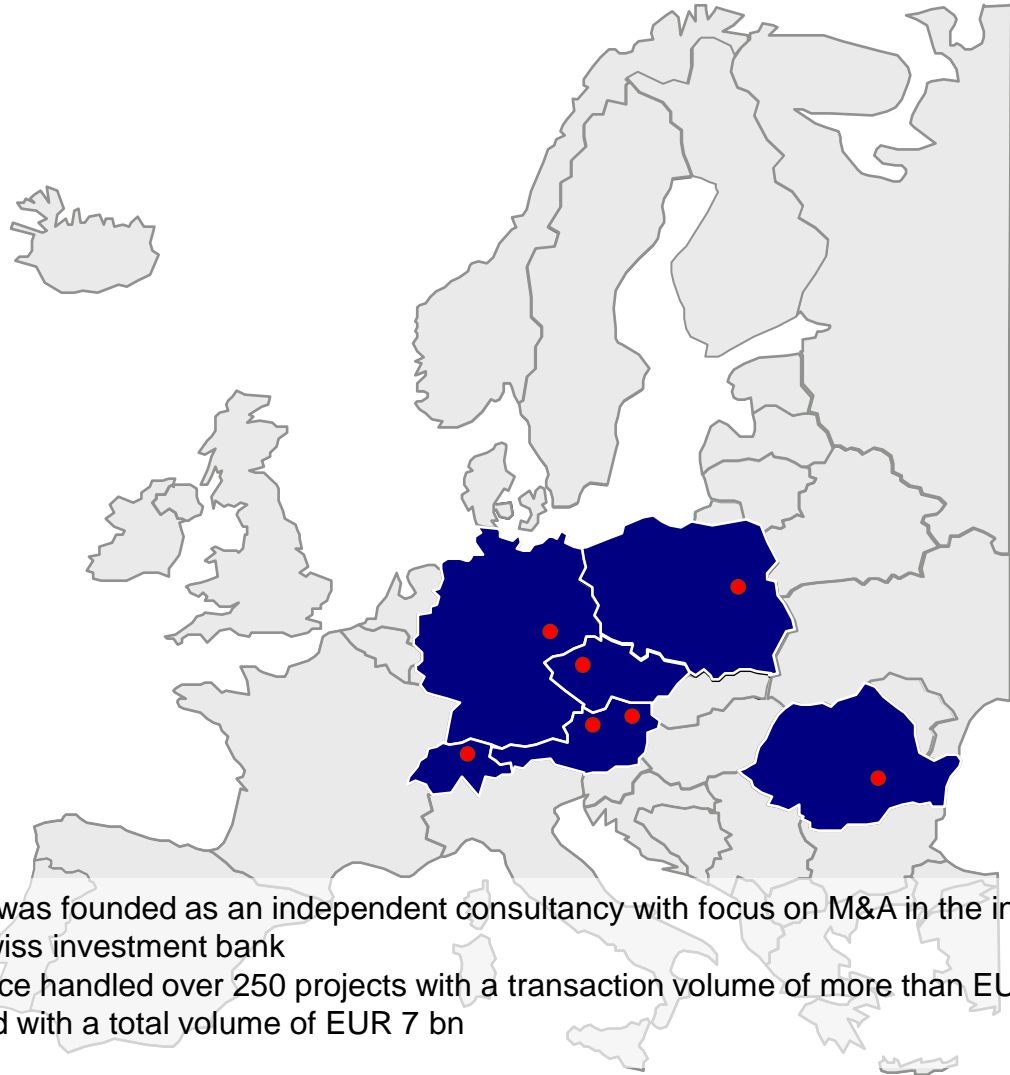 was founded as an independent consultancy with focus on M&A in the in
wiss investment bank
ce handled over 250 projects with a transaction volume of more than EU
d with a total volume of EUR 7 bn